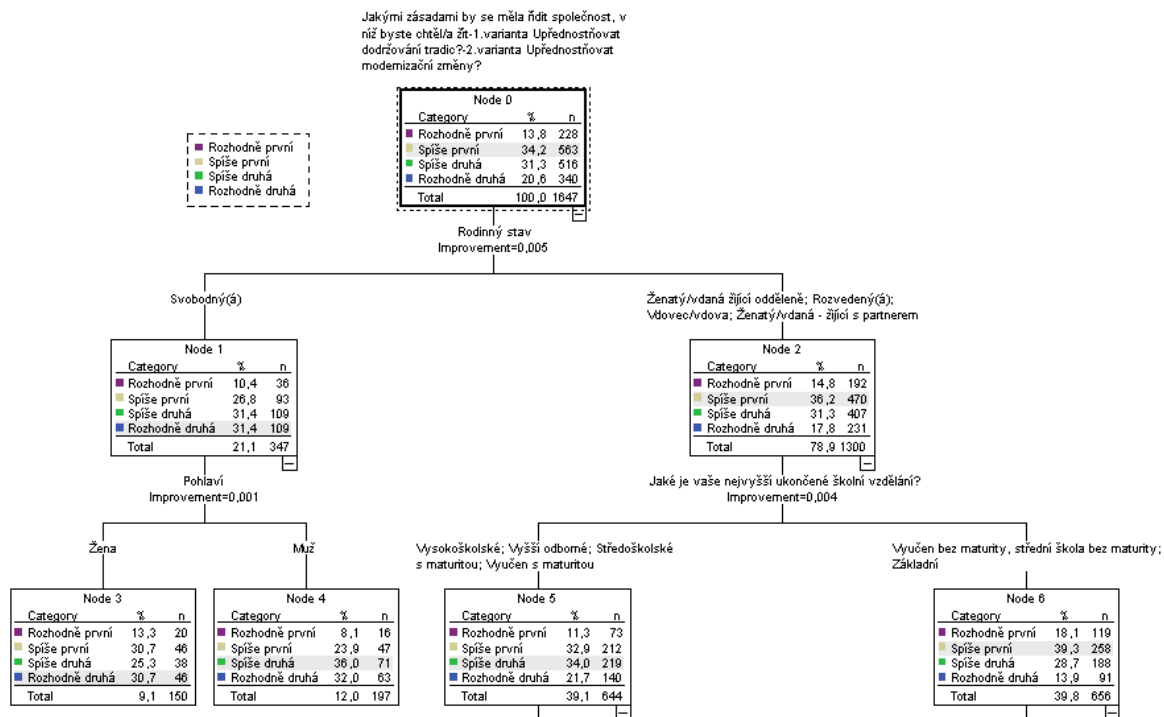 Jakými zásadami by se měla řídit společnost, v
níž byste chtěl/a žít-1.varianta Upřednostňovat
dodržování tradic?-2.varianta Upřednostňovat
modernizační změny?
Node 0
Category % n
Rozhodně první 13,8 228
Spíše první 34,2 563
Spíše druhá 31,3 516
Rozhodně druhá 20,6 340
Total 100,0 1647
Rozhodně první
Spíše první
Spíše druhá
Rozhodně druhá
Rodinný stav
Improvement=0,005
Svobodný(á)
Ženatý/vdaná žijící odděleně; Rozvedený(á);
Vdovec/vdova; Ženatý/vdaná - žijící s partnerem
Node 1
Category % n
Rozhodně první 10,4 36
Spíše první 26,8 93
Spíše druhá 31,4 109
Rozhodně druhá 31,4 109
Total 21,1 347
Node 2
Category % n
Rozhodně první 14,8 192
Spíše první 36,2 470
Spíše druhá 31,3 407
Rozhodně druhá 17,8 231
Total 78,9 1300
Pohlaví
Improvement=0,001
Jaké je vaše nejvyšší ukončené školní vzdělání?
Improvement=0,004
Žena
Muž
Vysokoškolské; Vyšší odborné; Středoškolské
s maturitou; Vyučen s maturitou
Vyučen bez maturity, střední škola bez maturity;
Základní
Node 3
Category % n
Rozhodně první 13,3 20
Spíše první 30,7 46
Spíše druhá 25,3 38
Rozhodně druhá 30,7 46
Total 9,1 150
Node 4
Category % n
Rozhodně první 8,1 16
Spíše první 23,9 47
Spíše druhá 36,0 71
Rozhodně druhá 32,0 63
Total 12,0 197
Node 5
Category % n
Rozhodně první 11,3 73
Spíše první 32,9 212
Spíše druhá 34,0 219
Rozhodně druhá 21,7 140
Total 39,1 644
Node 6
Category % n
Rozhodně první 18,1 119
Spíše první 39,3 258
Spíše druhá 28,7 188
Rozhodně druhá 13,9 91
Total 39,8 656